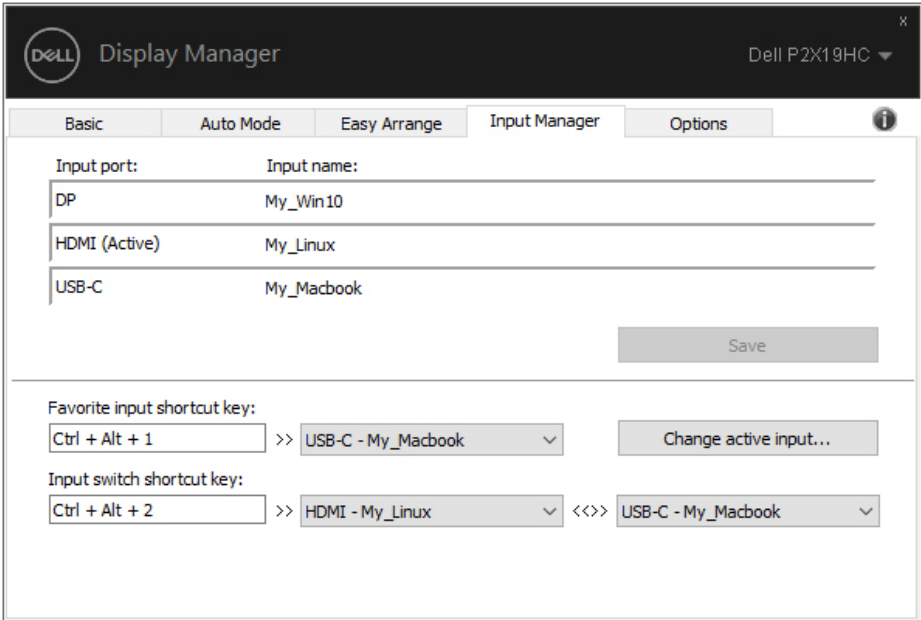 x
DELL Display Manager Dell P2X19HC
Basic Auto Mode Easy Arrange Input Manager Options i
Input port: Input name:
DP My_Win10
HDMI (Active) My_Linux
USB-C My_Macbook
Save
Favorite input shortcut key:
Ctrl + Alt + 1 >> USB-C - My_Macbook Change active input...
Input switch shortcut key:
Ctrl + Alt + 2 >> HDMI - My_Linux <<>> USB-C - My_Macbook